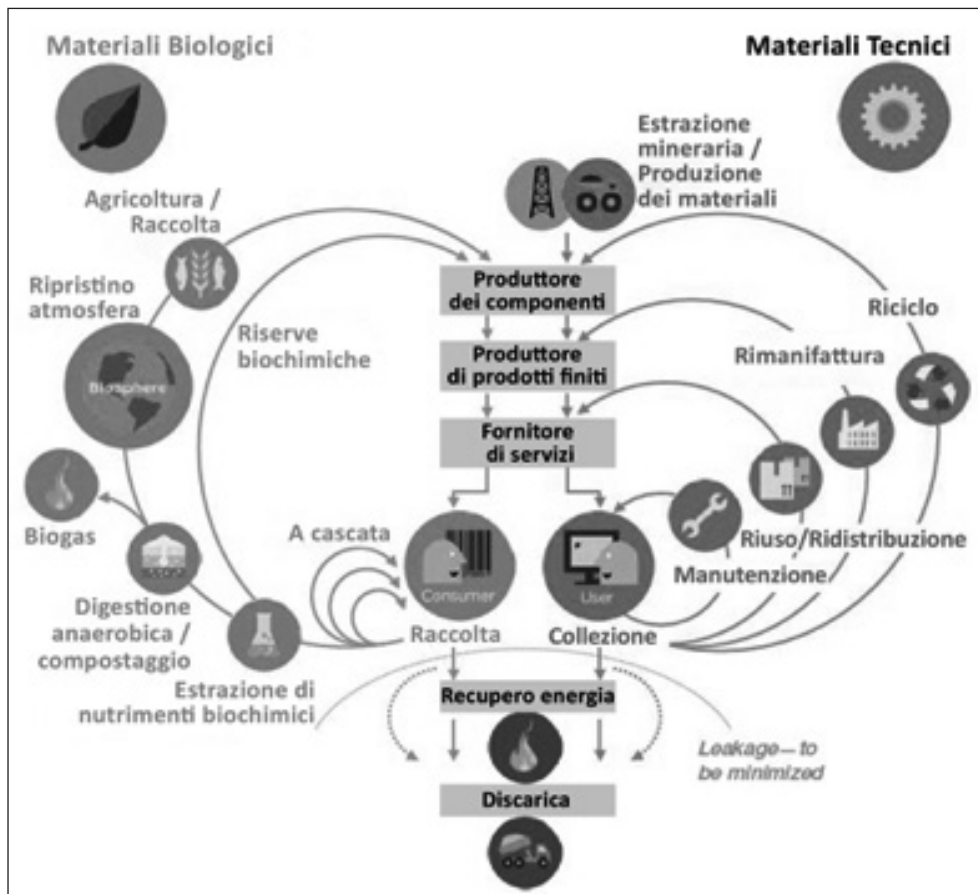 Materiali Biologici
Materiali Tecnici
Estrazione
mineraria /
Produzione
dei materiali
Agricoltura /
Raccolta
Ripristino
atmosfera
Biosphere
Riserve
biochimiche
Produttore
dei componenti
Riciclo
Produttore
di prodotti finiti
Rimanifattura
Fornitore
di servizi
Biogas
A cascata
Riuso/Ridistribuzione
Manutenzione
Consumer
User
Digestione
anaerobica /
compostaggio
Raccolta
Collezione
Estrazione di
nutrimenti biochimici
Recupero energia
Leakage—to
be minimized
Discarica